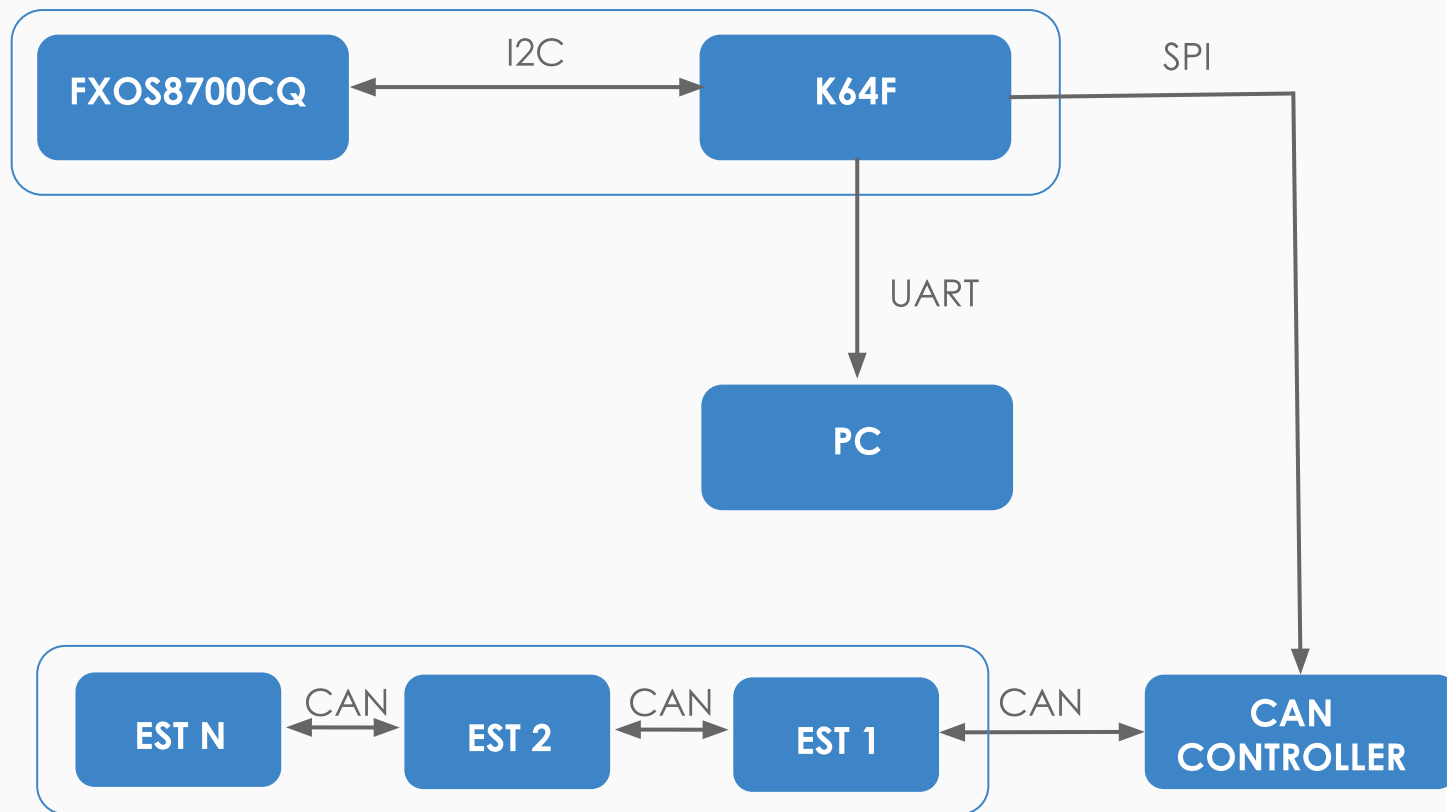 FXOS8700CQ
I2C
K64F
SPI
UART
PC
EST N
CAN
EST 2
CAN
EST 1
CAN
CAN
CONTROLLER